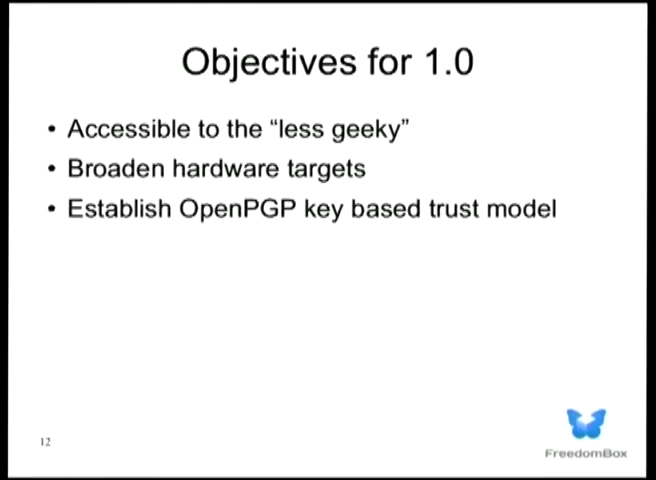 Objectives for 1.0
• Accessible to the “less geeky”
• Broaden hardware targets
• Establish OpenPGP key based trust model
12
FreedomBox